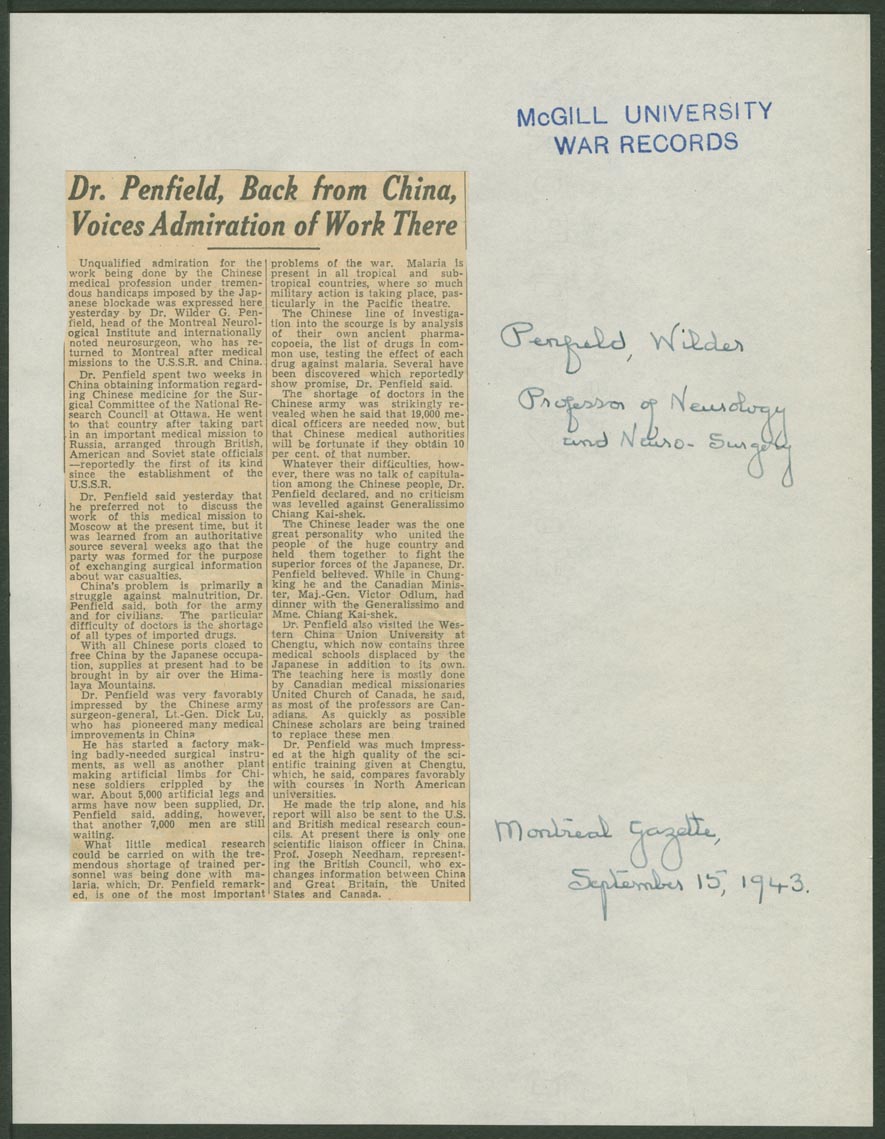 McGILL UNIVERSITY
WAR RECORDS
Dr. Penfield, Back from China,
Voices Admiration of Work There
Unqualified admiration for the
work being done by the Chinese
medical profession under tremen-
dous handicaps imposed by the Jap-
anese blockade was expressed here
yesterday by Dr. Wilder G. Pen-
field, head of the Montreal Neurol-
ogical Institute and internationally
noted neurosurgeon, who has re-
turned to Montreal after medical
missions to the U.S.S.R. and China.
Dr. Penfield spent two weeks in
China obtaining information regard-
ing Chinese medicine for the Sur-
gical Committee of the National Re-
search Council at Ottawa. He went
to that country after taking part
in an important medical mission to
Russia, arranged through British,
American and Soviet state officials
—reportedly the first of its kind
since the establishment of the
U.S.S.R.
Dr. Penfield said yesterday that
he preferred not to discuss the
work of this medical mission to
Moscow at the present time, but it
was learned from an authoritative
source several weeks ago that the
party was formed for the purpose
of exchanging surgical information
about war casualties.
China's problem is primarily a
struggle against malnutrition, Dr.
Penfield said, both for the army
and for civilians. The particular
difficulty of doctors is the shortage
of all types of imported drugs.
With all Chinese ports closed to
free China by the Japanese occupa-
tion, supplies at present had to be
brought in by air over the Hima-
laya Mountains.
Dr. Penfield was very favorably
impressed by the Chinese army
surgeon-general, Lt.-Gen. Dick Lu,
who has pioneered many medical
improvements in China
He has started a factory mak-
ing badly-needed surgical instru-
ments, as well as another plant
making artificial limbs for Chi-
nese soldiers crippled by the
war. About 5,000 artificial legs and
arms have now been supplied, Dr.
Penfield said, adding, however,
that another 7,000 men are still
waiting.
What little medical research
could be carried on with the tre-
mendous shortage of trained per-
sonnel was being done with ma-
laria, which, Dr. Penfield remark-
ed, is one of the most important
problems of the war. Malaria is
present in all tropical and sub-
tropical countries, where so much
military action is taking place, pas-
ticularly in the Pacific theatre.
The Chinese line of investiga-
tion into the scourge is by analysis
of their own ancient pharma-
copoeia, the list of drugs in com-
mon use, testing the effect of each
drug against malaria. Several have
been discovered which reportedly
show promise, Dr. Penfield said.
The shortage of doctors in the
Chinese army was strikingly re-
vealed when he said that 19,000 me-
dical officers are needed now, but
that Chinese medical authorities
will be fortunate if they obtain 10
per cent. of that number.
Whatever their difficulties, how-
ever, there was no talk of capitula-
tion among the Chinese people, Dr.
Penfield declared, and no criticism
was levelled against Generalissimo
Chiang Kai-shek.
The Chinese leader was the one
great personality who united the
people of the huge country and
held them together to fight the
superior forces of the Japanese, Dr.
Penfield believed. While in Chung-
king he and the Canadian Minis-
ter, Maj.-Gen. Victor Odlum, had
dinner with the Generalissimo and
Mme. Chiang Kai-shek.
Dr. Penfield also visited the Wes-
tern China Union University at
Chengtu, which now contains three
medical schools displaced by the
Japanese in addition to its own.
The teaching here is mostly done
by Canadian medical missionaries
United Church of Canada, he said,
as most of the professors are Can-
adians. As quickly as possible
Chinese scholars are being trained
to replace these men
Dr. Penfield was much impress-
ed at the high quality of the sci-
entific training given at Chengtu,
which, he said, compares favorably
with courses in North American
universities.
He made the trip alone, and his
report will also be sent to the U.S.
and British medical research coun-
cils. At present there is only one
scientific liaison officer in China,
Prof. Joseph Needham, represent-
ing the British Council, who ex-
changes information between China
and Great Britain, the United
States and Canada.
Penfield, Wilder
Professor of Neurology
and Neuro-Surgery
Montreal Gazette,
September 15, 1943.